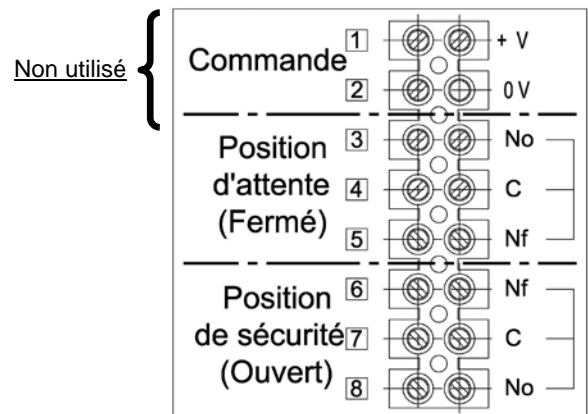 Non utilisé
Commande
1 + V
2 0 V
Position
d'attente
(Fermé)
3 No
4 C
5 Nf
Position
de sécurité
(Ouvert)
6 Nf
7 C
8 No